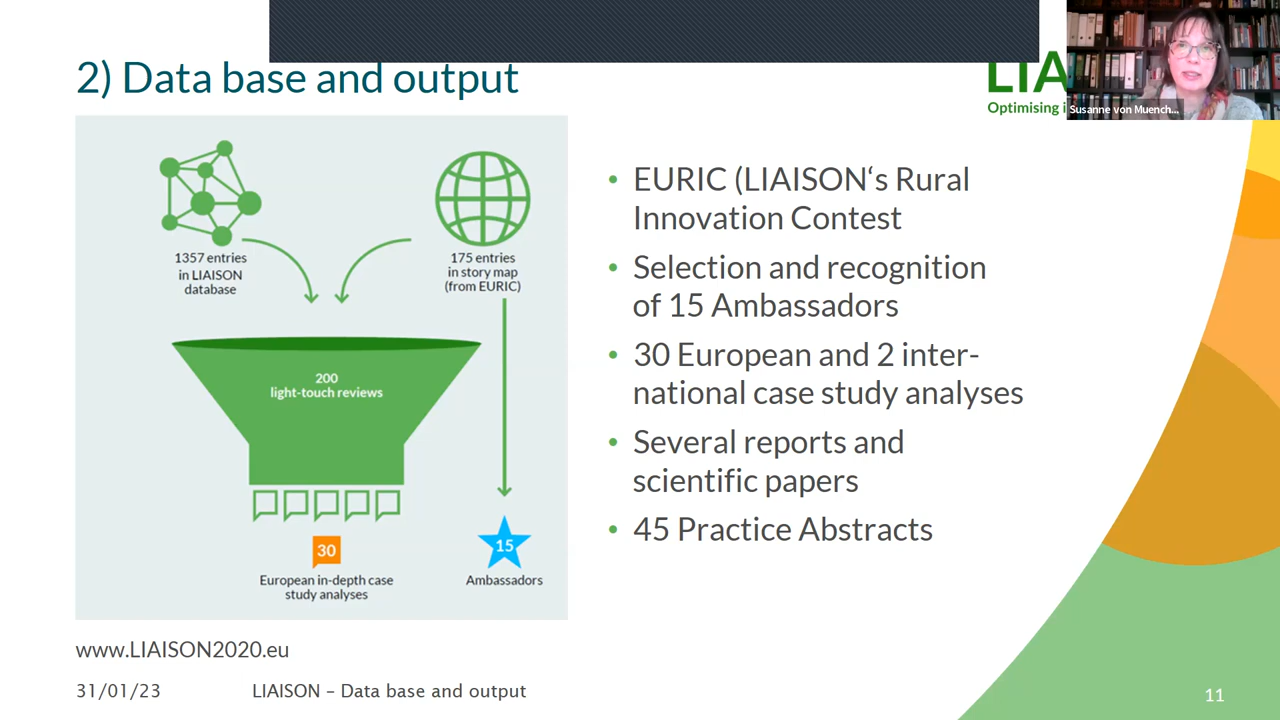 2) Data base and output
LIA
Optimising i
Susanne von Muench...
1357 entries
in LIAISON
database
175 entries
in story map
(from EURIC)
200
light-touch reviews
30
European in-depth case
study analyses
15
Ambassadors
• EURIC (LIAISON‘s Rural
Innovation Contest
• Selection and recognition
of 15 Ambassadors
• 30 European and 2 inter-
national case study analyses
• Several reports and
scientific papers
• 45 Practice Abstracts
www.LIAISON2020.eu
31/01/23
LIAISON – Data base and output
11